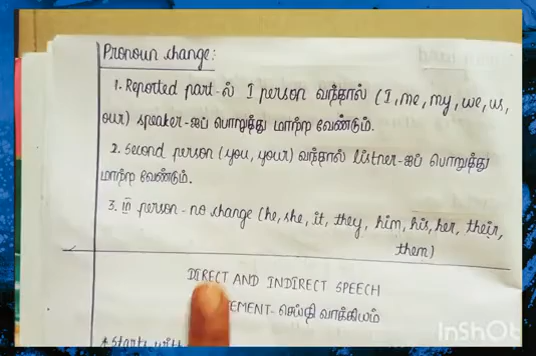 Pronoun change:
1. Reported part-ல் I person வந்தால் (I, me, my, we, us,
our) speaker-ஐப் பொறுத்து மாற்ற வேண்டும்.
2. Second person (you, your) வந்தால் listner-ஐப் பொறுத்து
மாற்ற வேண்டும்.
3. III person - no change (he, she, it, they, him, his, her, their,
them)
DIRECT AND INDIRECT SPEECH
EMENT - செய்தி வாக்கியம்
Starts with
InShOt